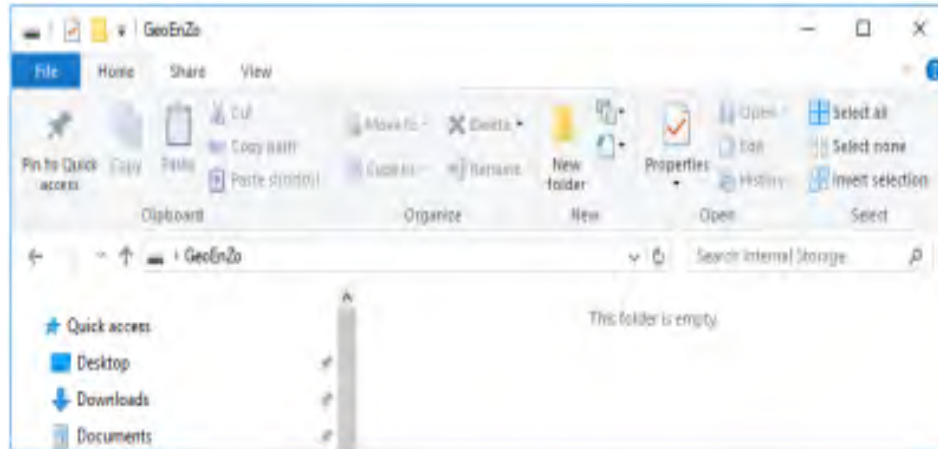 GeoEnZo
File Home Share View
Pin to Quick access
Copy
Paste
Cut
Copy path
Paste shortcut
Move to
Copy to
Delete
Rename
New folder
Properties
Open
Edit
History
Select all
Select none
Invert selection
Clipboard Organize New Open Select
GeoEnZo
Search Internal Storage
Quick access
Desktop
Downloads
Documents
This folder is empty.